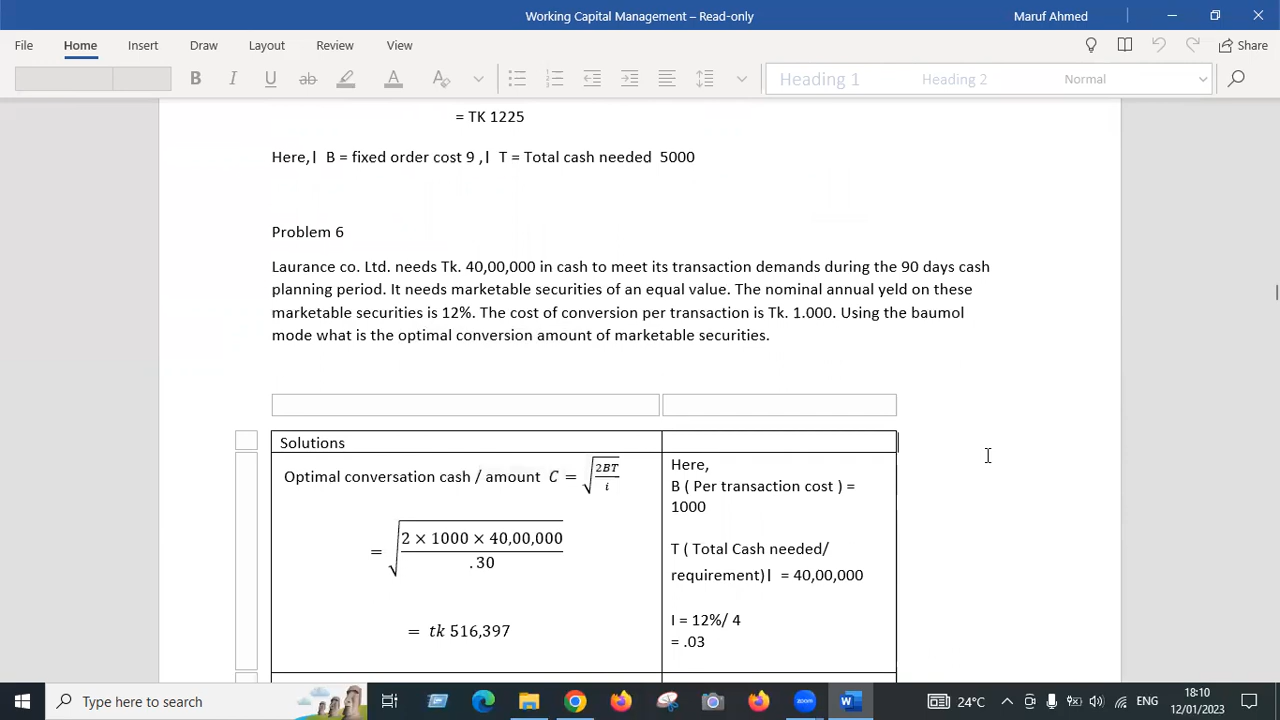 Working Capital Management – Read-only
Maruf Ahmed
File Home Insert Draw Layout Review View
Share
B I U ab A A
Heading 1 Heading 2 Normal
= TK 1225
Here,| B = fixed order cost 9 ,| T = Total cash needed 5000
Problem 6
Laurance co. Ltd. needs Tk. 40,00,000 in cash to meet its transaction demands during the 90 days cash
planning period. It needs marketable securities of an equal value. The nominal annual yeld on these
marketable securities is 12%. The cost of conversion per transaction is Tk. 1.000. Using the baumol
mode what is the optimal conversion amount of marketable securities.
Solutions
Optimal conversation cash / amount C = √(2BT / i)
= √(2 × 1000 × 40,00,000 / .30)
= tk 516,397
Here,
B ( Per transaction cost ) =
1000
T ( Total Cash needed/
requirement)| = 40,00,000
I = 12%/ 4
= .03
Type here to search
24°C
ENG
18:10
12/01/2023